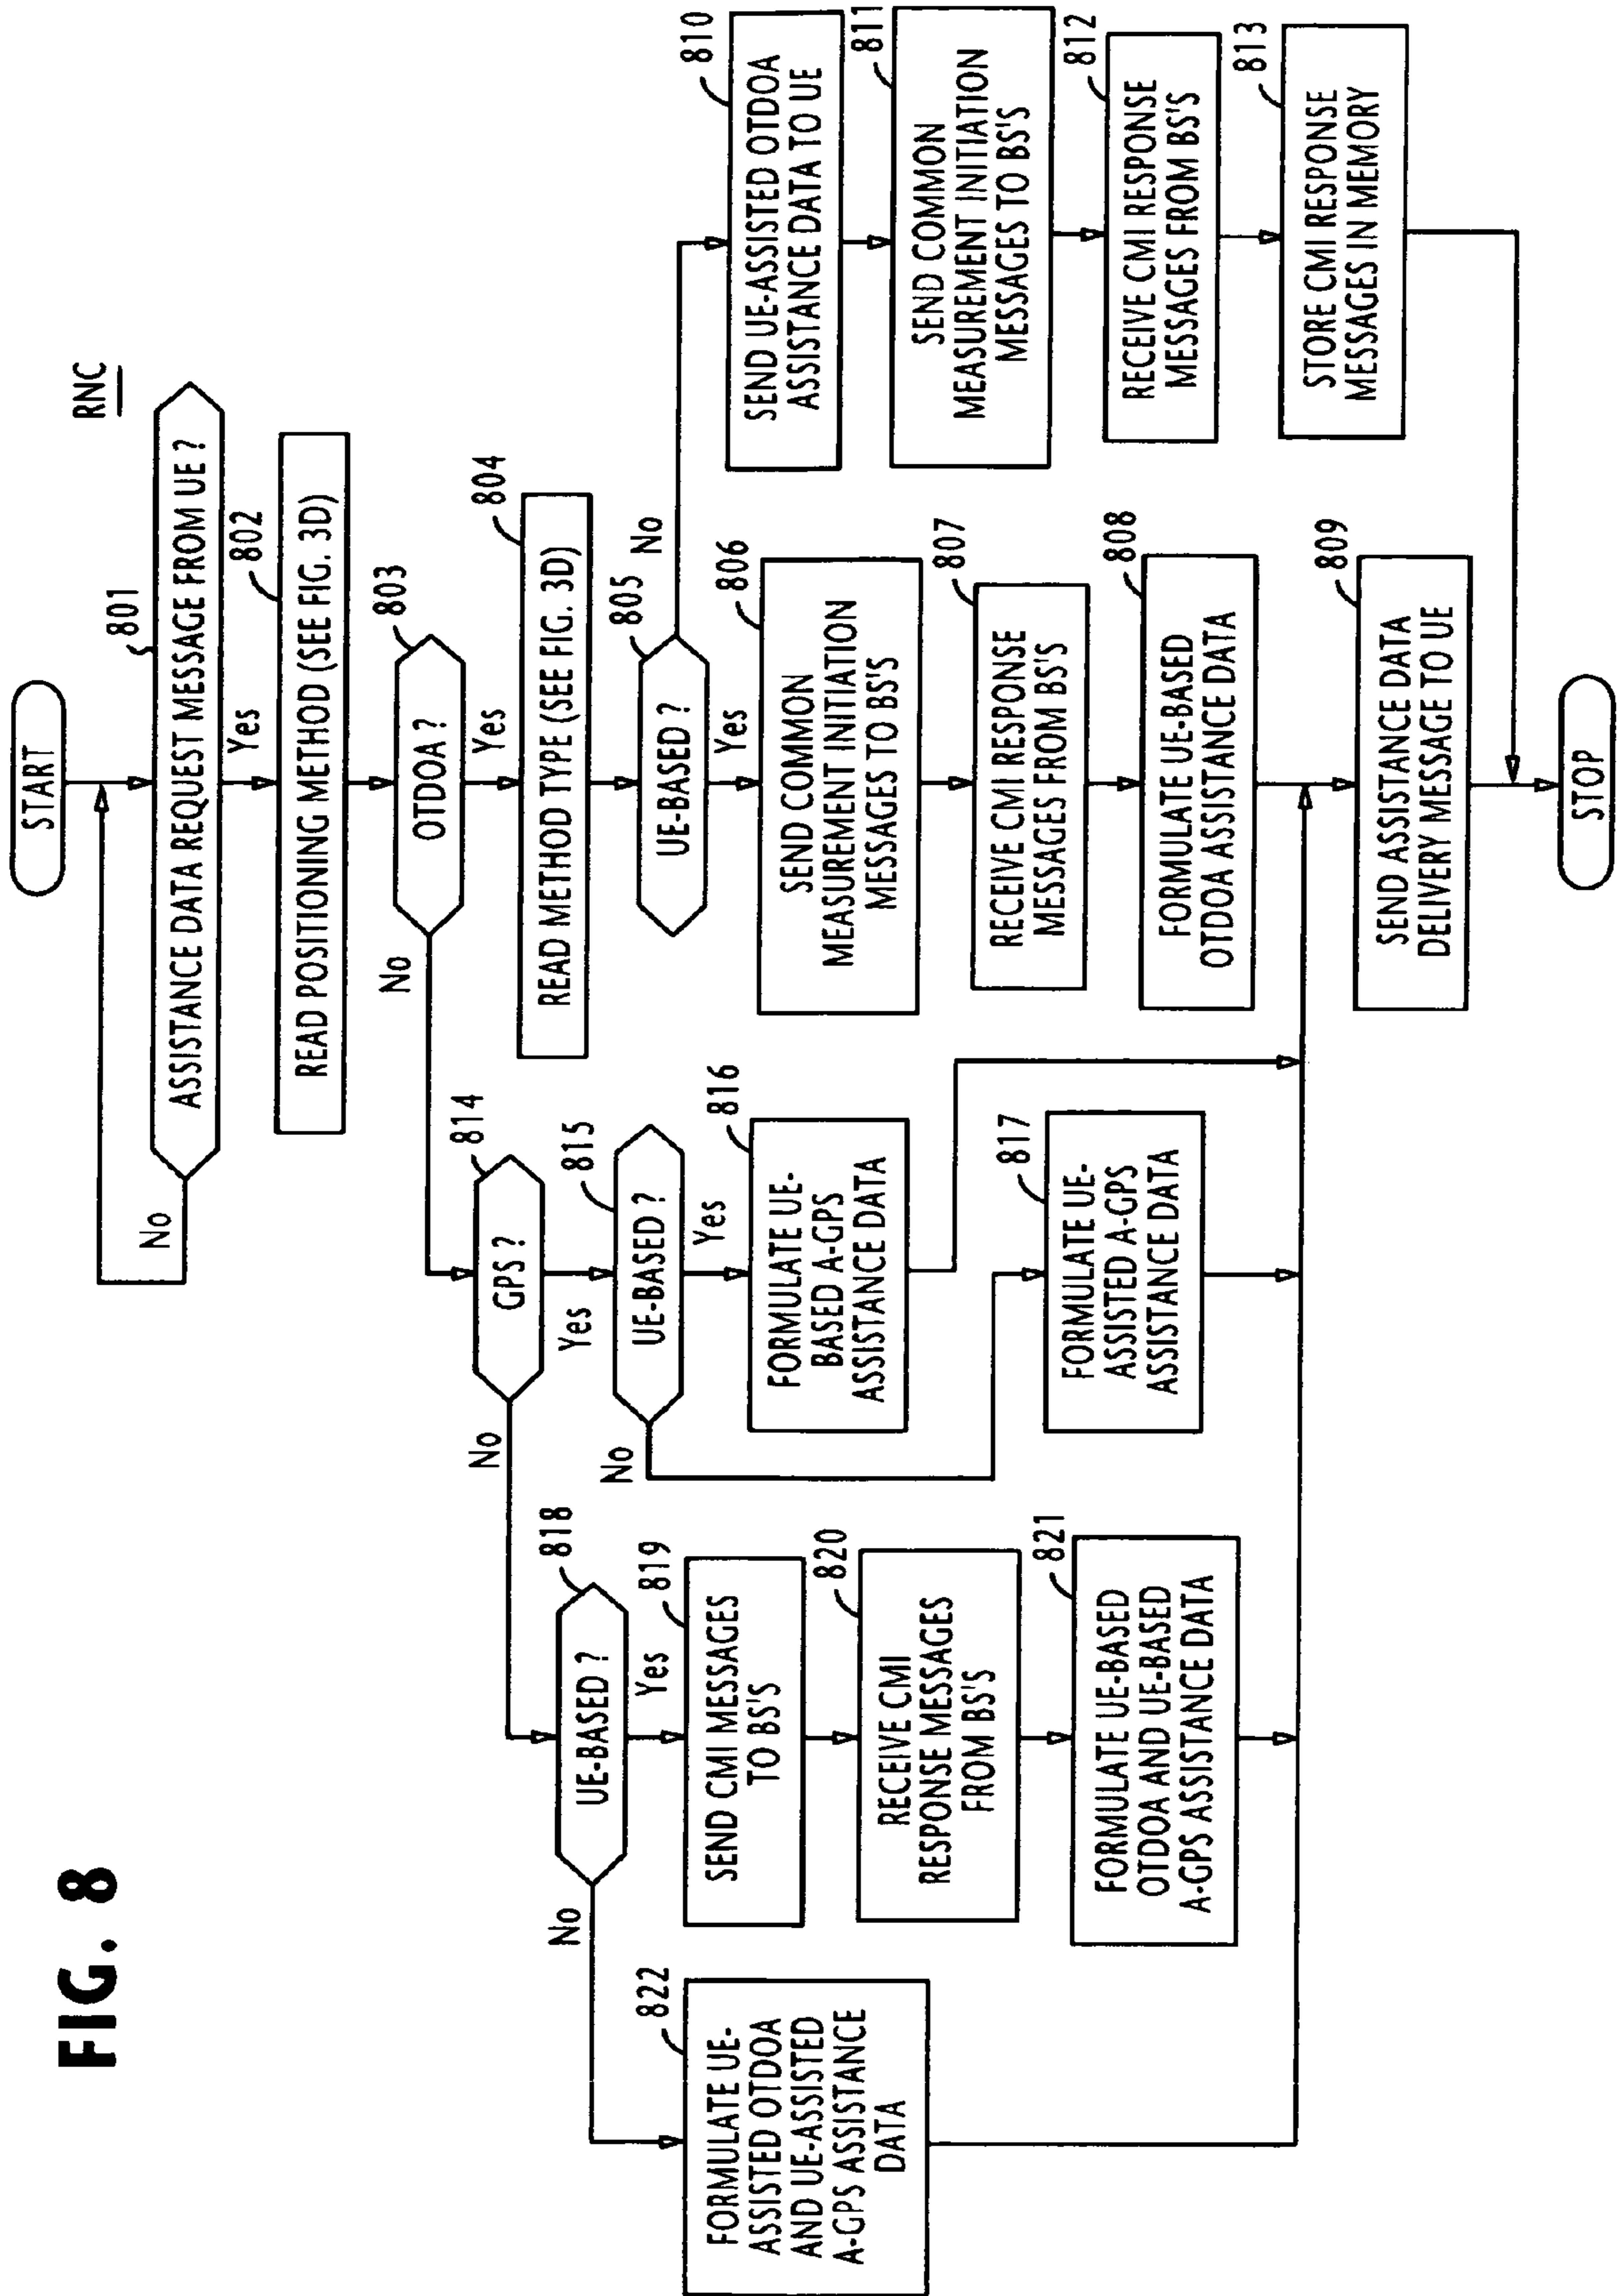 FIG. 8
RNC
START
801
ASSISTANCE DATA REQUEST MESSAGE FROM UE ?
No
Yes
802
READ POSITIONING METHOD (SEE FIG. 3D)
803
OTDOA ?
No
Yes
804
READ METHOD TYPE (SEE FIG. 3D)
805
UE-BASED ?
No
Yes
806
SEND COMMON
MEASUREMENT INITIATION
MESSAGES TO BS'S
807
RECEIVE CMI RESPONSE
MESSAGES FROM BS'S
808
FORMULATE UE-BASED
OTDOA ASSISTANCE DATA
809
SEND ASSISTANCE DATA
DELIVERY MESSAGE TO UE
STOP
810
SEND UE-ASSISTED OTDOA
ASSISTANCE DATA TO UE
811
SEND COMMON
MEASUREMENT INITIATION
MESSAGES TO BS'S
812
RECEIVE CMI RESPONSE
MESSAGES FROM BS'S
813
STORE CMI RESPONSE
MESSAGES IN MEMORY
814
GPS ?
No
Yes
815
UE-BASED ?
No
Yes
816
FORMULATE UE-
BASED A-GPS
ASSISTANCE DATA
817
FORMULATE UE-
ASSISTED A-GPS
ASSISTANCE DATA
818
UE-BASED ?
No
Yes
819
SEND CMI MESSAGES
TO BS'S
820
RECEIVE CMI
RESPONSE MESSAGES
FROM BS'S
821
FORMULATE UE-BASED
OTDOA AND UE-BASED
A-GPS ASSISTANCE DATA
822
FORMULATE UE-
ASSISTED OTDOA
AND UE-ASSISTED
A-GPS ASSISTANCE
DATA